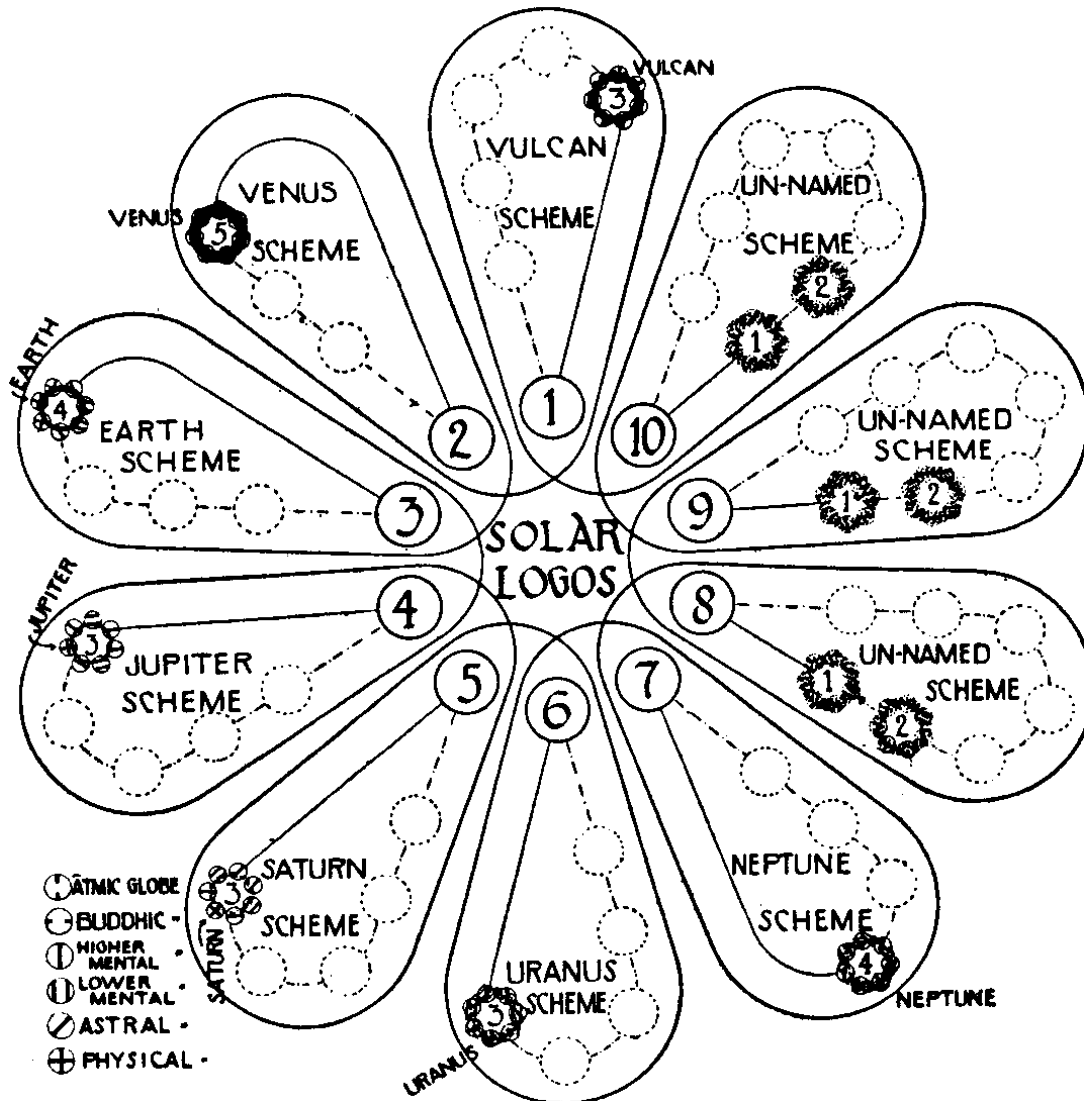 VULCAN
3
VULCAN
SCHEME
1
VENUS
VENUS
5
SCHEME
2
EARTH
4
EARTH
SCHEME
3
JUPITER
3
JUPITER
SCHEME
4
SATURN
3
SCHEME
SATURN
5
URANUS
SCHEME
3
URANUS
6
NEPTUNE
SCHEME
4
NEPTUNE
7
UN-NAMED
SCHEME
1
2
8
UN-NAMED
SCHEME
1
2
9
UN-NAMED
SCHEME
2
1
10
SOLAR
LOGOS
ĀTMIC GLOBE
BUDDHIC -
HIGHER
MENTAL -
LOWER
MENTAL -
ASTRAL -
PHYSICAL -